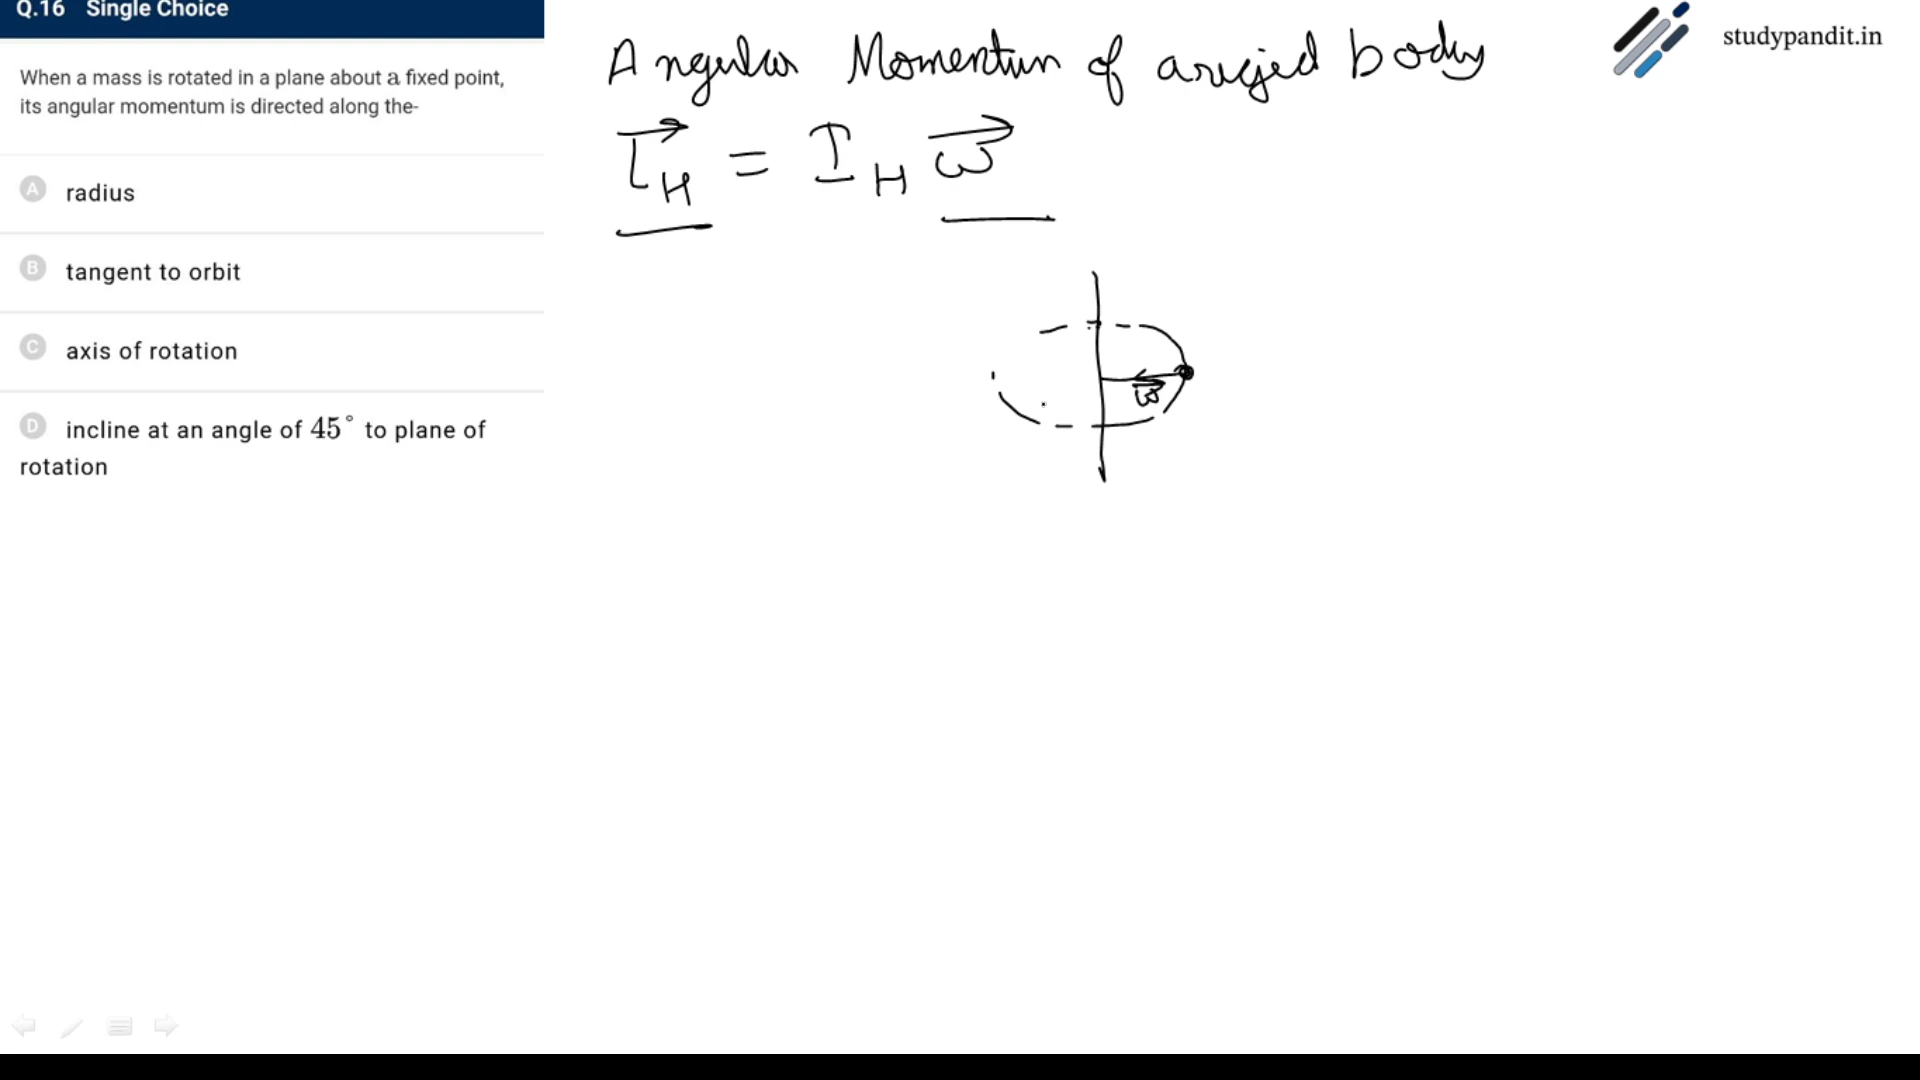 Q.16 Single Choice
When a mass is rotated in a plane about a fixed point,
its angular momentum is directed along the-
A radius
B tangent to orbit
C axis of rotation
D incline at an angle of 45° to plane of
rotation
Angular Momentum of a rigid body
L⃗_H = I_H ω⃗
ω⃗
studypandit.in